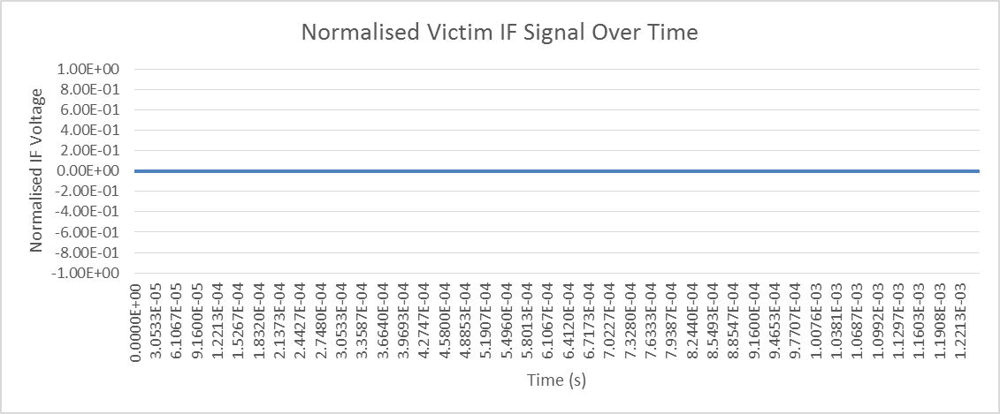 Normalised Victim IF Signal Over Time
Normalised IF Voltage
1.00E+00
8.00E-01
6.00E-01
4.00E-01
2.00E-01
0.00E+00
-2.00E-01
-4.00E-01
-6.00E-01
-8.00E-01
-1.00E+00
0.0000E+00
3.0533E-05
6.1067E-05
9.1600E-05
1.2213E-04
1.5267E-04
1.8320E-04
2.1373E-04
2.4427E-04
2.7480E-04
3.0533E-04
3.3587E-04
3.6640E-04
3.9693E-04
4.2747E-04
4.5800E-04
4.8853E-04
5.1907E-04
5.4960E-04
5.8013E-04
6.1067E-04
6.4120E-04
6.7173E-04
7.0227E-04
7.3280E-04
7.6333E-04
7.9387E-04
8.2440E-04
8.5493E-04
8.8547E-04
9.1600E-04
9.4653E-04
9.7707E-04
1.0076E-03
1.0381E-03
1.0687E-03
1.0992E-03
1.1297E-03
1.1603E-03
1.1908E-03
1.2213E-03
Time (s)